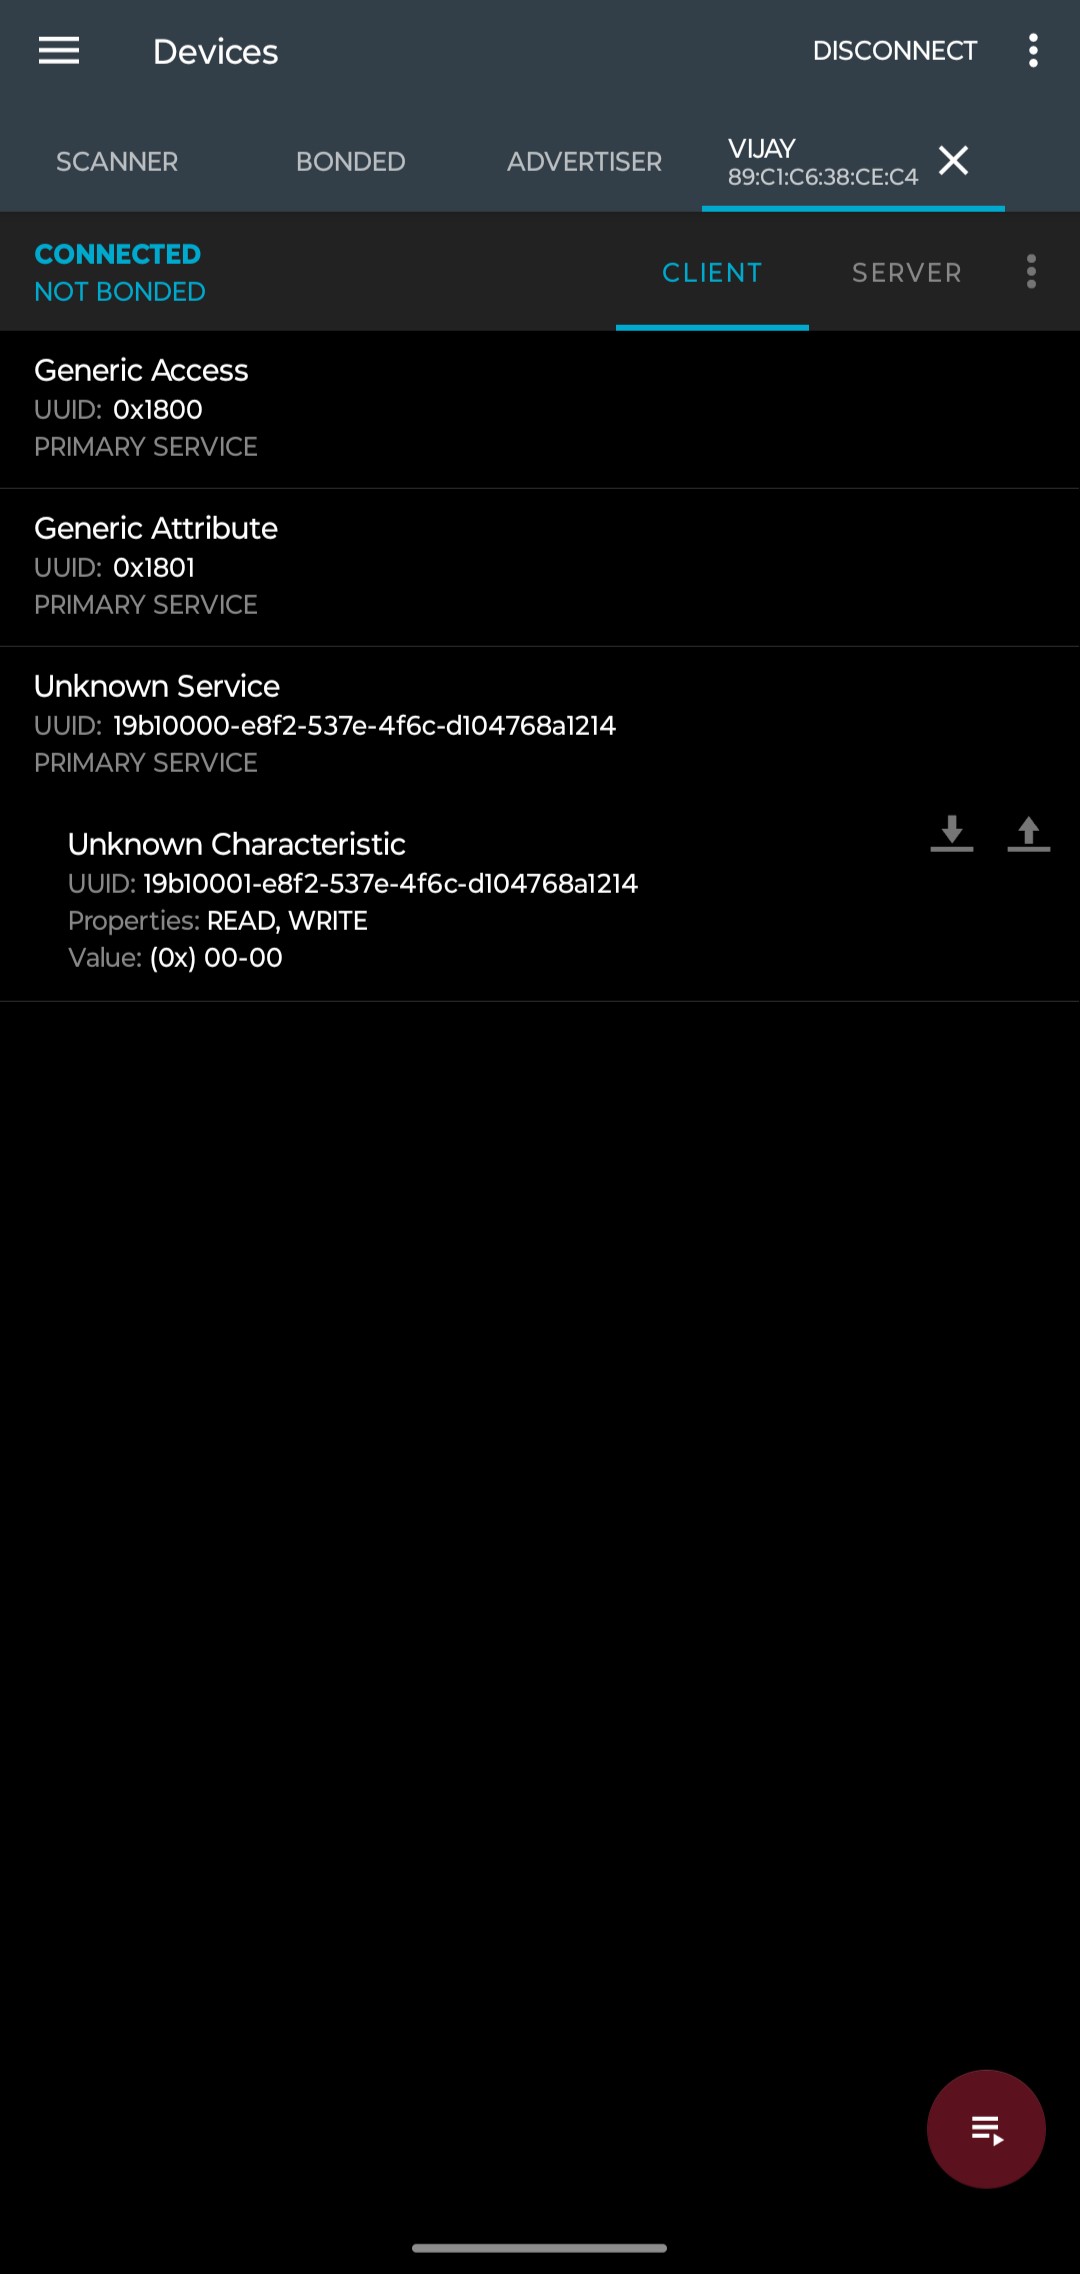 Devices
DISCONNECT
SCANNER
BONDED
ADVERTISER
VIJAY
89:C1:C6:38:CE:C4
CONNECTED
NOT BONDED
CLIENT
SERVER
Generic Access
UUID: 0x1800
PRIMARY SERVICE
Generic Attribute
UUID: 0x1801
PRIMARY SERVICE
Unknown Service
UUID: 19b10000-e8f2-537e-4f6c-d104768a1214
PRIMARY SERVICE
Unknown Characteristic
UUID: 19b10001-e8f2-537e-4f6c-d104768a1214
Properties: READ, WRITE
Value: (0x) 00-00